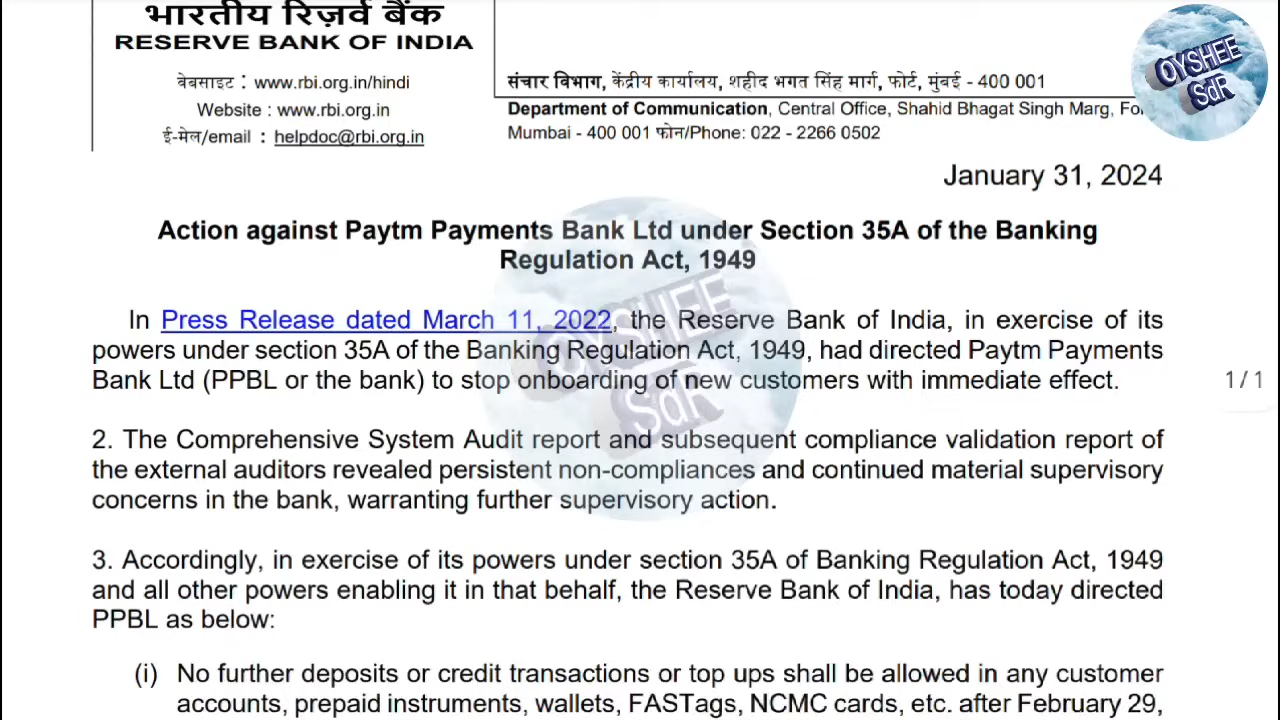 भारतीय रिज़र्व बैंक
RESERVE BANK OF INDIA
वेबसाइट : www.rbi.org.in/hindi
Website : www.rbi.org.in
ई-मेल/email : helpdoc@rbi.org.in
संचार विभाग, केंद्रीय कार्यालय, शहीद भगत सिंह मार्ग, फोर्ट, मुंबई - 400 001
Department of Communication, Central Office, Shahid Bhagat Singh Marg,
Mumbai - 400 001 फोन/Phone: 022 - 2266 0502
OYSHEE
SdR
January 31, 2024
Action against Paytm Payments Bank Ltd under Section 35A of the Banking
Regulation Act, 1949
In Press Release dated March 11, 2022, the Reserve Bank of India, in exercise of its
powers under section 35A of the Banking Regulation Act, 1949, had directed Paytm Payments
Bank Ltd (PPBL or the bank) to stop onboarding of new customers with immediate effect.
1 / 1
OYSHEE
SdR
2. The Comprehensive System Audit report and subsequent compliance validation report of
the external auditors revealed persistent non-compliances and continued material supervisory
concerns in the bank, warranting further supervisory action.
3. Accordingly, in exercise of its powers under section 35A of Banking Regulation Act, 1949
and all other powers enabling it in that behalf, the Reserve Bank of India, has today directed
PPBL as below:
(i) No further deposits or credit transactions or top ups shall be allowed in any customer
accounts, prepaid instruments, wallets, FASTags, NCMC cards, etc. after February 29,